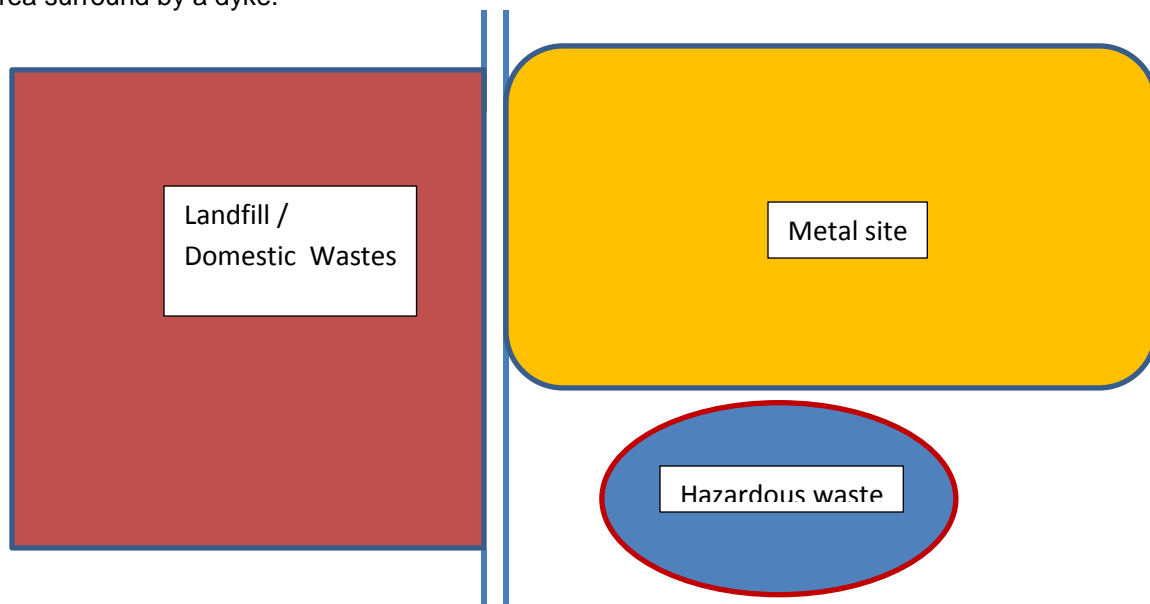 rea surround by a dyke.
Landfill /
Domestic Wastes
Metal site
Hazardous waste